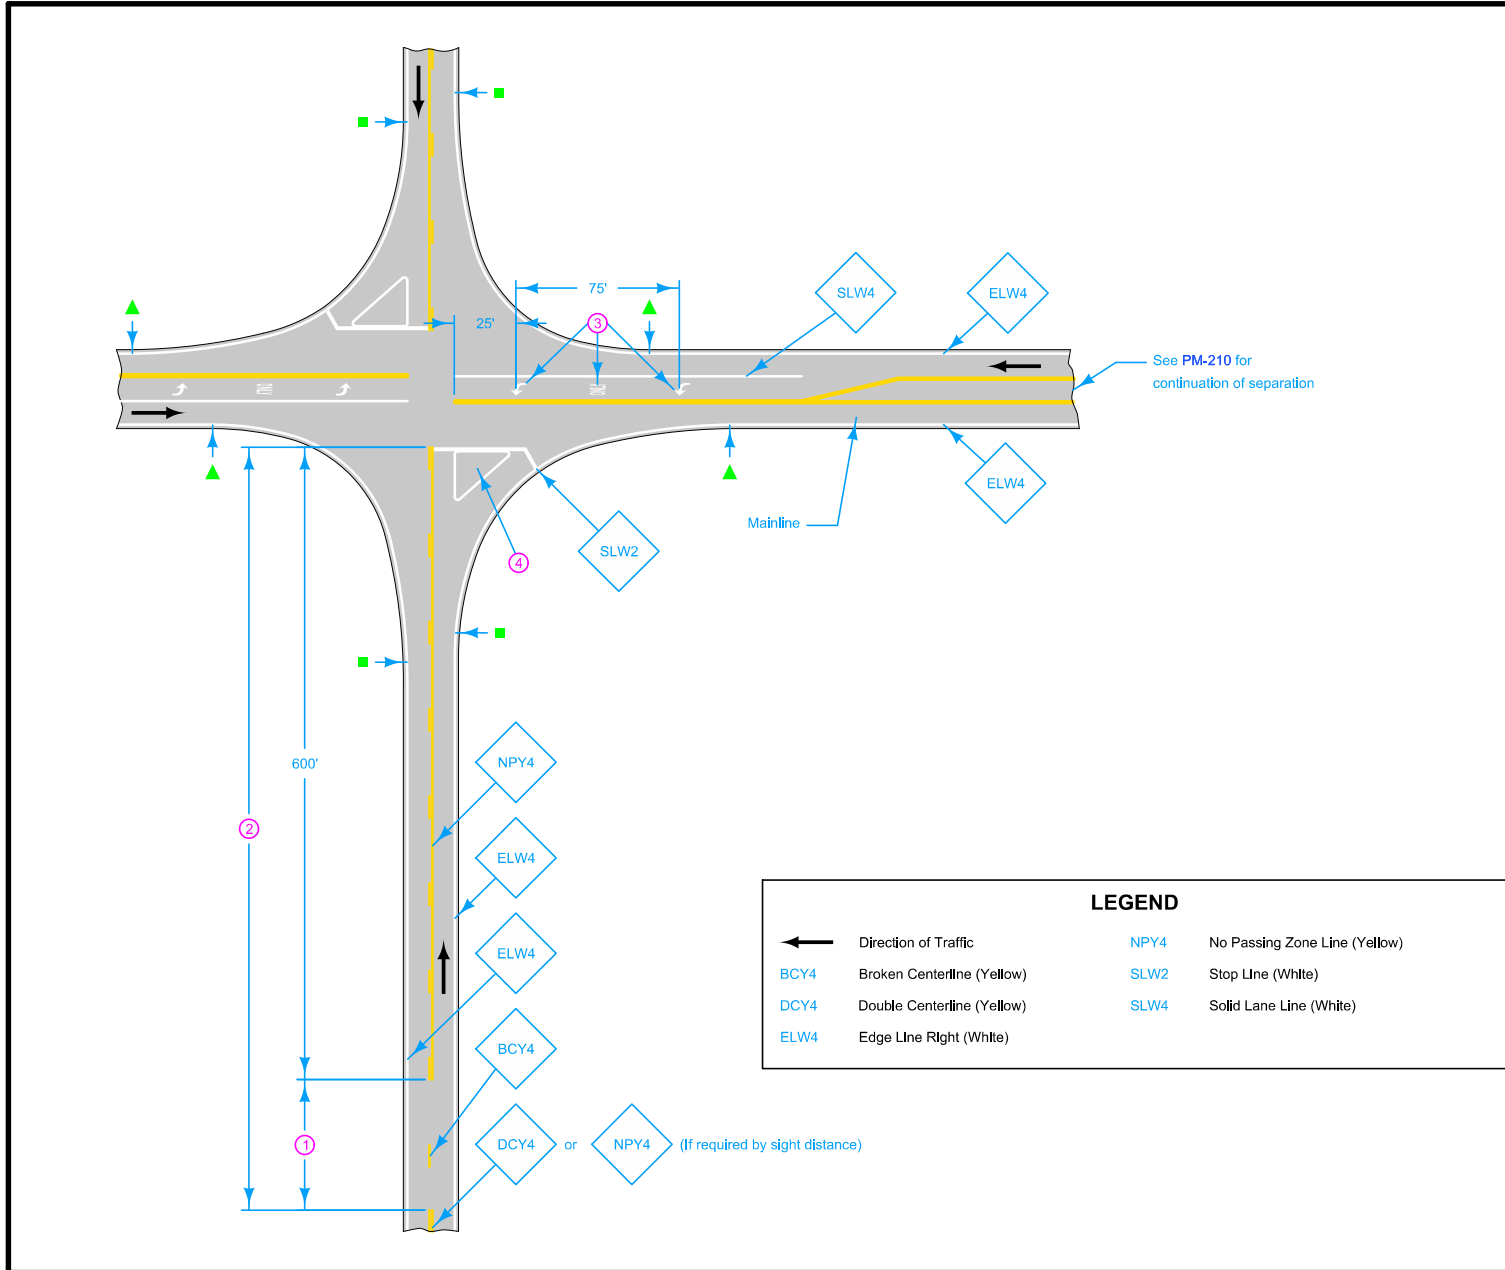 75'
25'
3
SLW4
ELW4
See PM-210 for
continuation of separation
ELW4
Mainline
SLW2
4
600'
2
NPY4
ELW4
ELW4
BCY4
1
DCY4 or NPY4 (If required by sight distance)
LEGEND
Direction of Traffic
NPY4 No Passing Zone Line (Yellow)
BCY4 Broken Centerline (Yellow)
SLW2 Stop Line (White)
DCY4 Double Centerline (Yellow)
SLW4 Solid Lane Line (White)
ELW4 Edge Line Right (White)